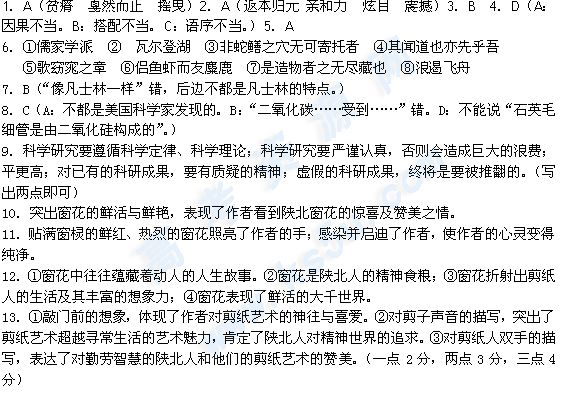 1．A（贫瘠　戛然而止　摇曳）2．A（返本归元 亲和力　炫目　震撼）3．B　4．D（A：
因果不当。B：搭配不当。C：语序不当。）5．A
6．①儒家学派　②　瓦尔登湖　③非蛇鳝之穴无可寄托者　④其闻道也亦先乎吾
⑤歌窈窕之章　⑥侣鱼虾而友麋鹿　⑦是造物者之无尽藏也　⑧浪遏飞舟
7．B（“像凡士林一样”错，后边不都是凡士林的特点。）
8．C（A：不都是美国科学家发现的。B：“二氧化碳……受到……”错。D：不能说“石英毛
细管是由二氧化硅构成的”。）
9．科学研究要遵循科学定律、科学理论；科学研究要严谨认真，否则会造成巨大的浪费；
平更高；对已有的科研成果，要有质疑的精神；虚假的科研成果，终将是要被推翻的。（写
出两点即可）
10．突出窗花的鲜活与鲜艳，表现了作者看到陕北窗花的惊喜及赞美之情。
11．贴满窗棂的鲜红、热烈的窗花照亮了作者的手；感染并启迪了作者，使作者的心灵变得
纯净。
12．①窗花中往往蕴藏着动人的人生故事。②窗花是陕北人的精神食粮；③窗花折射出剪纸
人的生活及其丰富的想象力；④窗花表现了鲜活的大千世界。
13．①敲门前的想象，体现了作者对剪纸艺术的神往与喜爱。②对剪子声音的描写，突出了
剪纸艺术超越寻常生活的艺术魅力，肯定了陕北人对精神世界的追求。③对剪纸人双手的描
写，表达了对勤劳智慧的陕北人和他们的剪纸艺术的赞美。（一点 2分，两点 3分，三点 4
分）